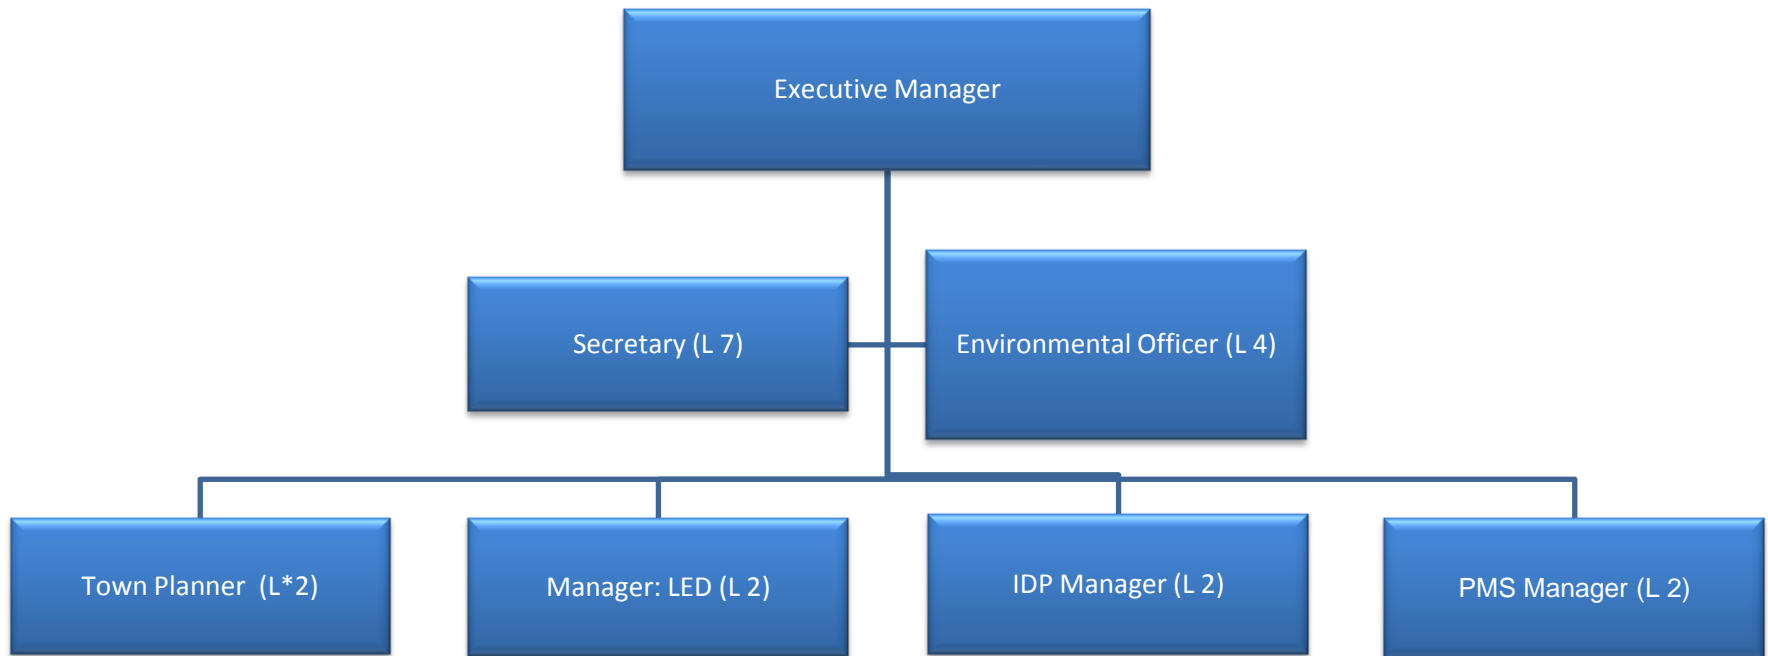 Executive Manager
Secretary (L 7)
Environmental Officer (L 4)
Town Planner  (L*2)
Manager: LED (L 2)
IDP Manager (L 2)
PMS Manager (L 2)